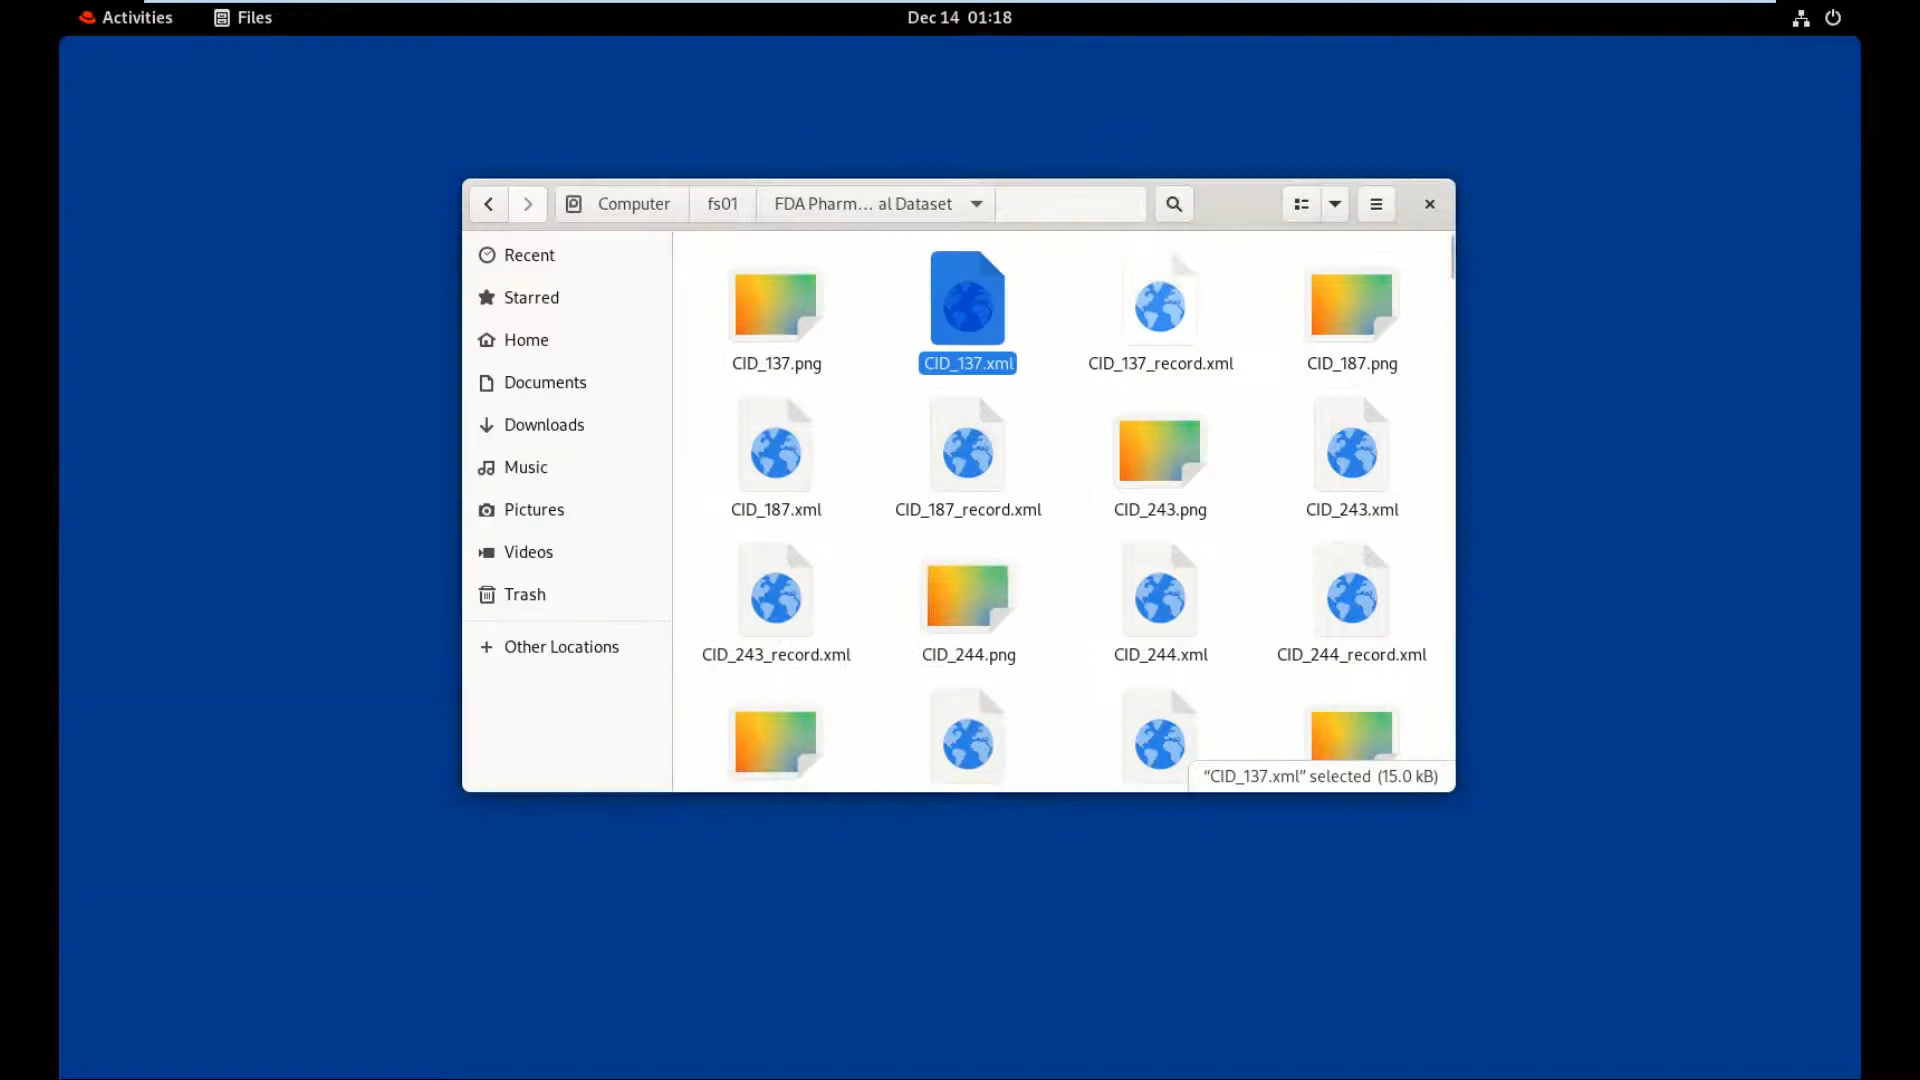 Activities Files Dec 14 01:18
Computer fs01 FDA Pharm... al Dataset
Recent
Starred
Home
Documents
Downloads
Music
Pictures
Videos
Trash
Other Locations
CID_137.png CID_137.xml CID_137_record.xml CID_187.png
CID_187.xml CID_187_record.xml CID_243.png CID_243.xml
CID_243_record.xml CID_244.png CID_244.xml CID_244_record.xml
“CID_137.xml” selected (15.0 kB)